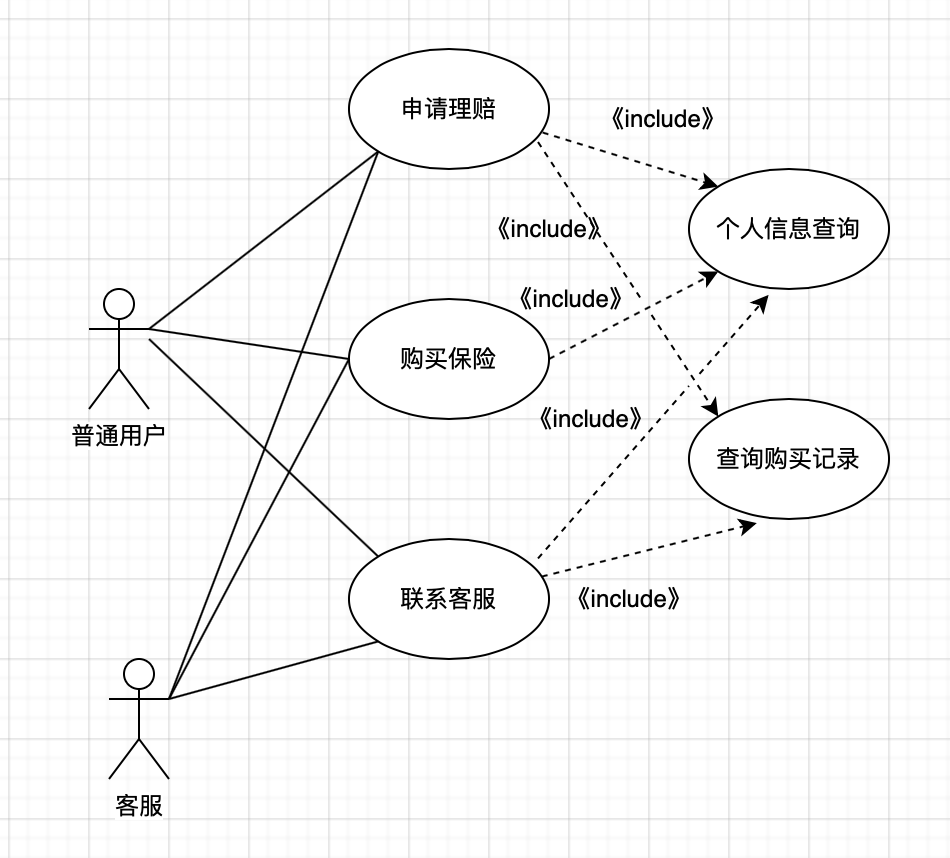 申请理赔
《include》
个人信息查询
《include》
《include》
购买保险
普通用户
《include》
查询购买记录
联系客服
《include》
客服